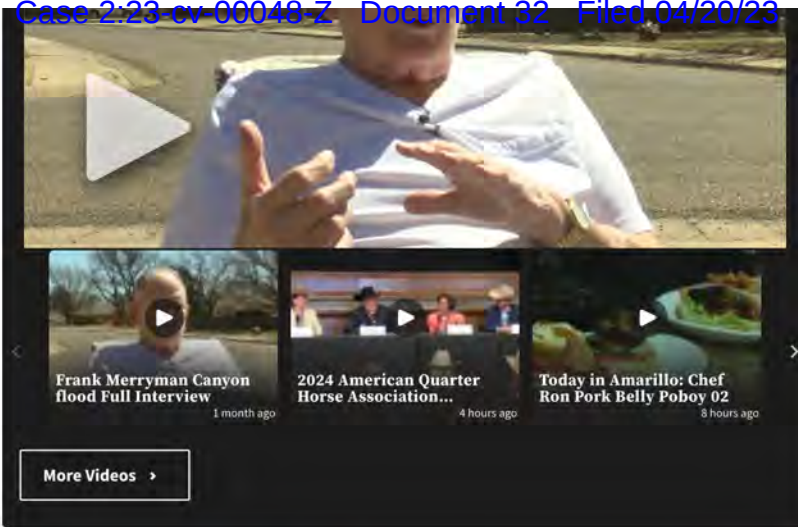 Case 2:23-cv-00048-Z Document 32 Filed 04/20/23
Frank Merryman Canyon
flood Full Interview
1 month ago
2024 American Quarter
Horse Association...
4 hours ago
Today in Amarillo: Chef
Ron Pork Belly Poboy 02
8 hours ago
More Videos